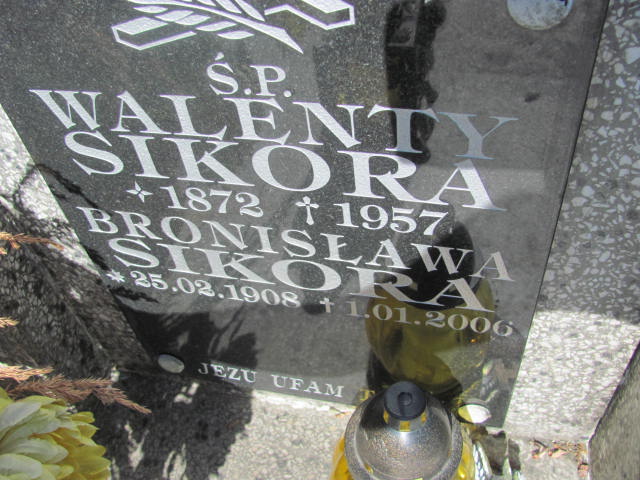 Ś.P.
WALENTY
SIKORA
✶ 1872 † 1957
BRONISŁAWA
SIKORA
✶ 25.02.1908 † 1.01.2006
JEZU UFAM